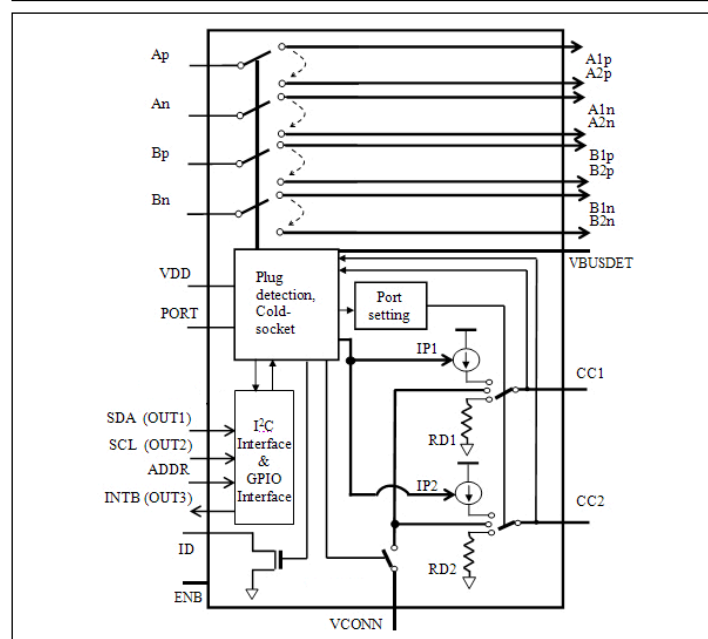 Ap
A1p
A2p
An
A1n
A2n
Bp
B1p
B2p
Bn
B1n
B2n
VBUSDET
VDD
PORT
Plug
detection,
Cold-
socket
Port
setting
IP1
CC1
RD1
SDA (OUT1)
SCL (OUT2)
ADDR
INTB (OUT3)
I²C
Interface
&
GPIO
Interface
IP2
CC2
RD2
ID
ENB
VCONN